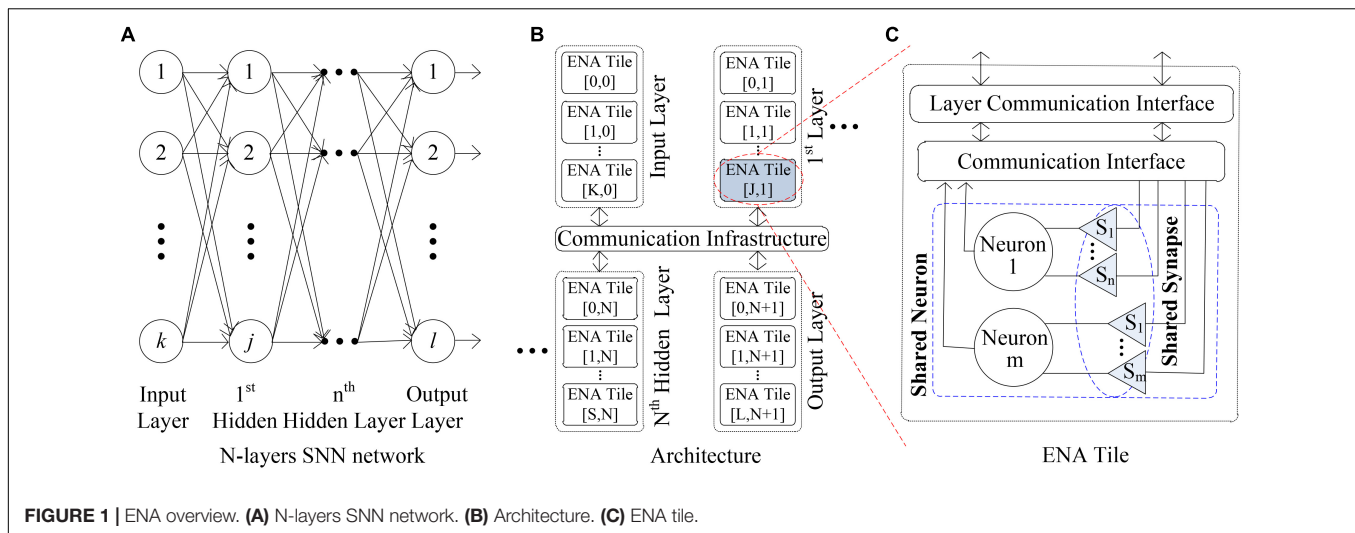 A
1
1
1
2
2
2
k
j
l
Input
Layer
1st
Hidden
nth
Hidden Layer
Output
Layer
N-layers SNN network
B
ENA Tile
[0,0]
ENA Tile
[1,0]
ENA Tile
[K,0]
Input Layer
ENA Tile
[0,1]
ENA Tile
[1,1]
ENA Tile
[J,1]
1st Layer
Communication Infrastructure
ENA Tile
[0,N]
ENA Tile
[1,N]
ENA Tile
[S,N]
Nth Hidden Layer
ENA Tile
[0,N+1]
ENA Tile
[1,N+1]
ENA Tile
[L,N+1]
Output Layer
Architecture
C
Layer Communication Interface
Communication Interface
Shared Neuron
Neuron
1
S1
Sn
Neuron
m
S1
Sm
Shared Synapse
ENA Tile
FIGURE 1 | ENA overview. (A) N-layers SNN network. (B) Architecture. (C) ENA tile.